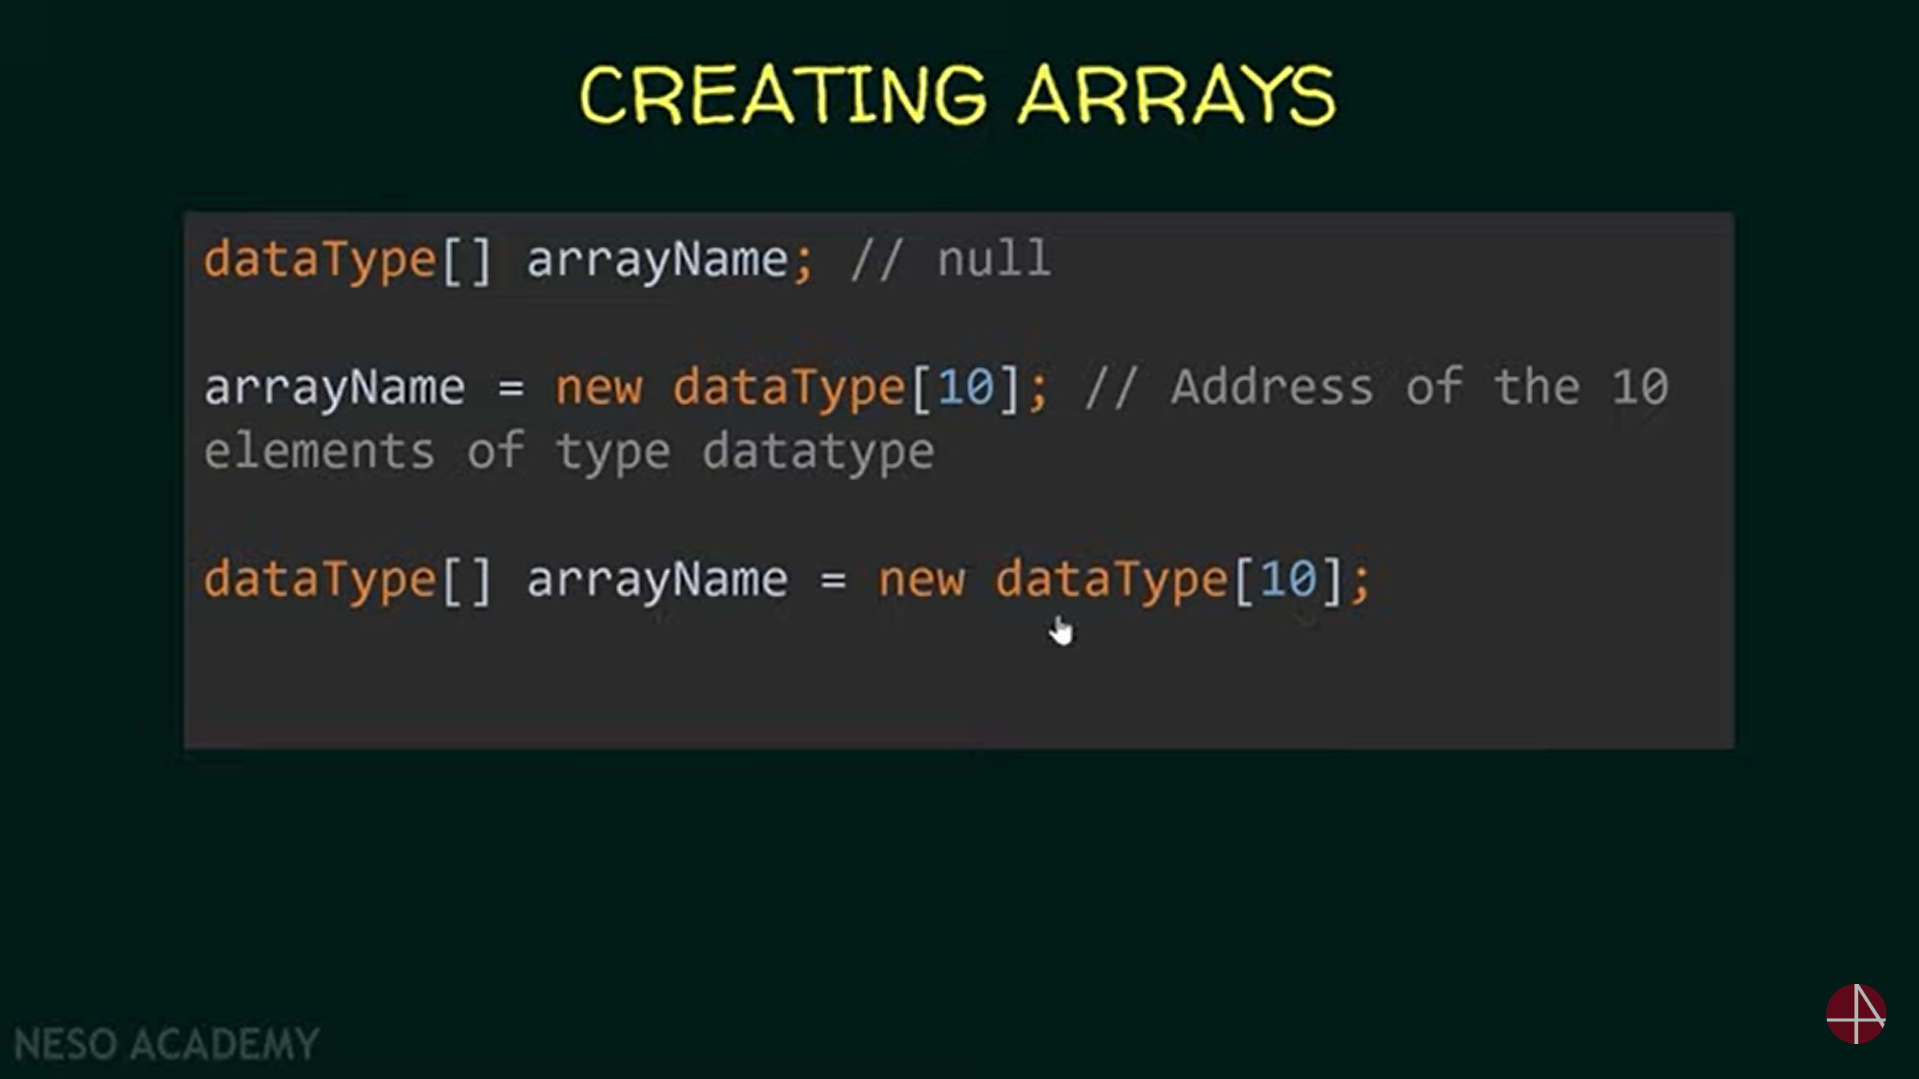 CREATING ARRAYS
dataType[] arrayName; // null
arrayName = new dataType[10]; // Address of the 10
elements of type datatype
dataType[] arrayName = new dataType[10];
NESO ACADEMY